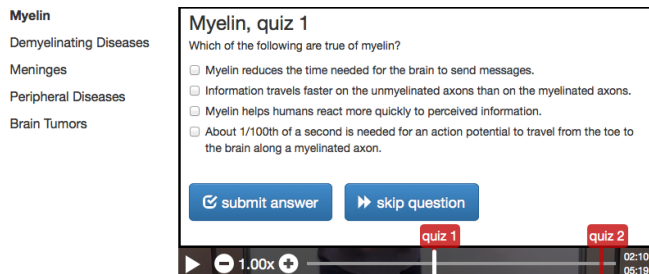 Myelin
Demyelinating Diseases
Meninges
Peripheral Diseases
Brain Tumors
Myelin, quiz 1
Which of the following are true of myelin?
Myelin reduces the time needed for the brain to send messages.
Information travels faster on the unmyelinated axons than on the myelinated axons.
Myelin helps humans react more quickly to perceived information.
About 1/100th of a second is needed for an action potential to travel from the toe to
the brain along a myelinated axon.
submit answer
skip question
quiz 1
quiz 2
1.00x
02:10
05:19